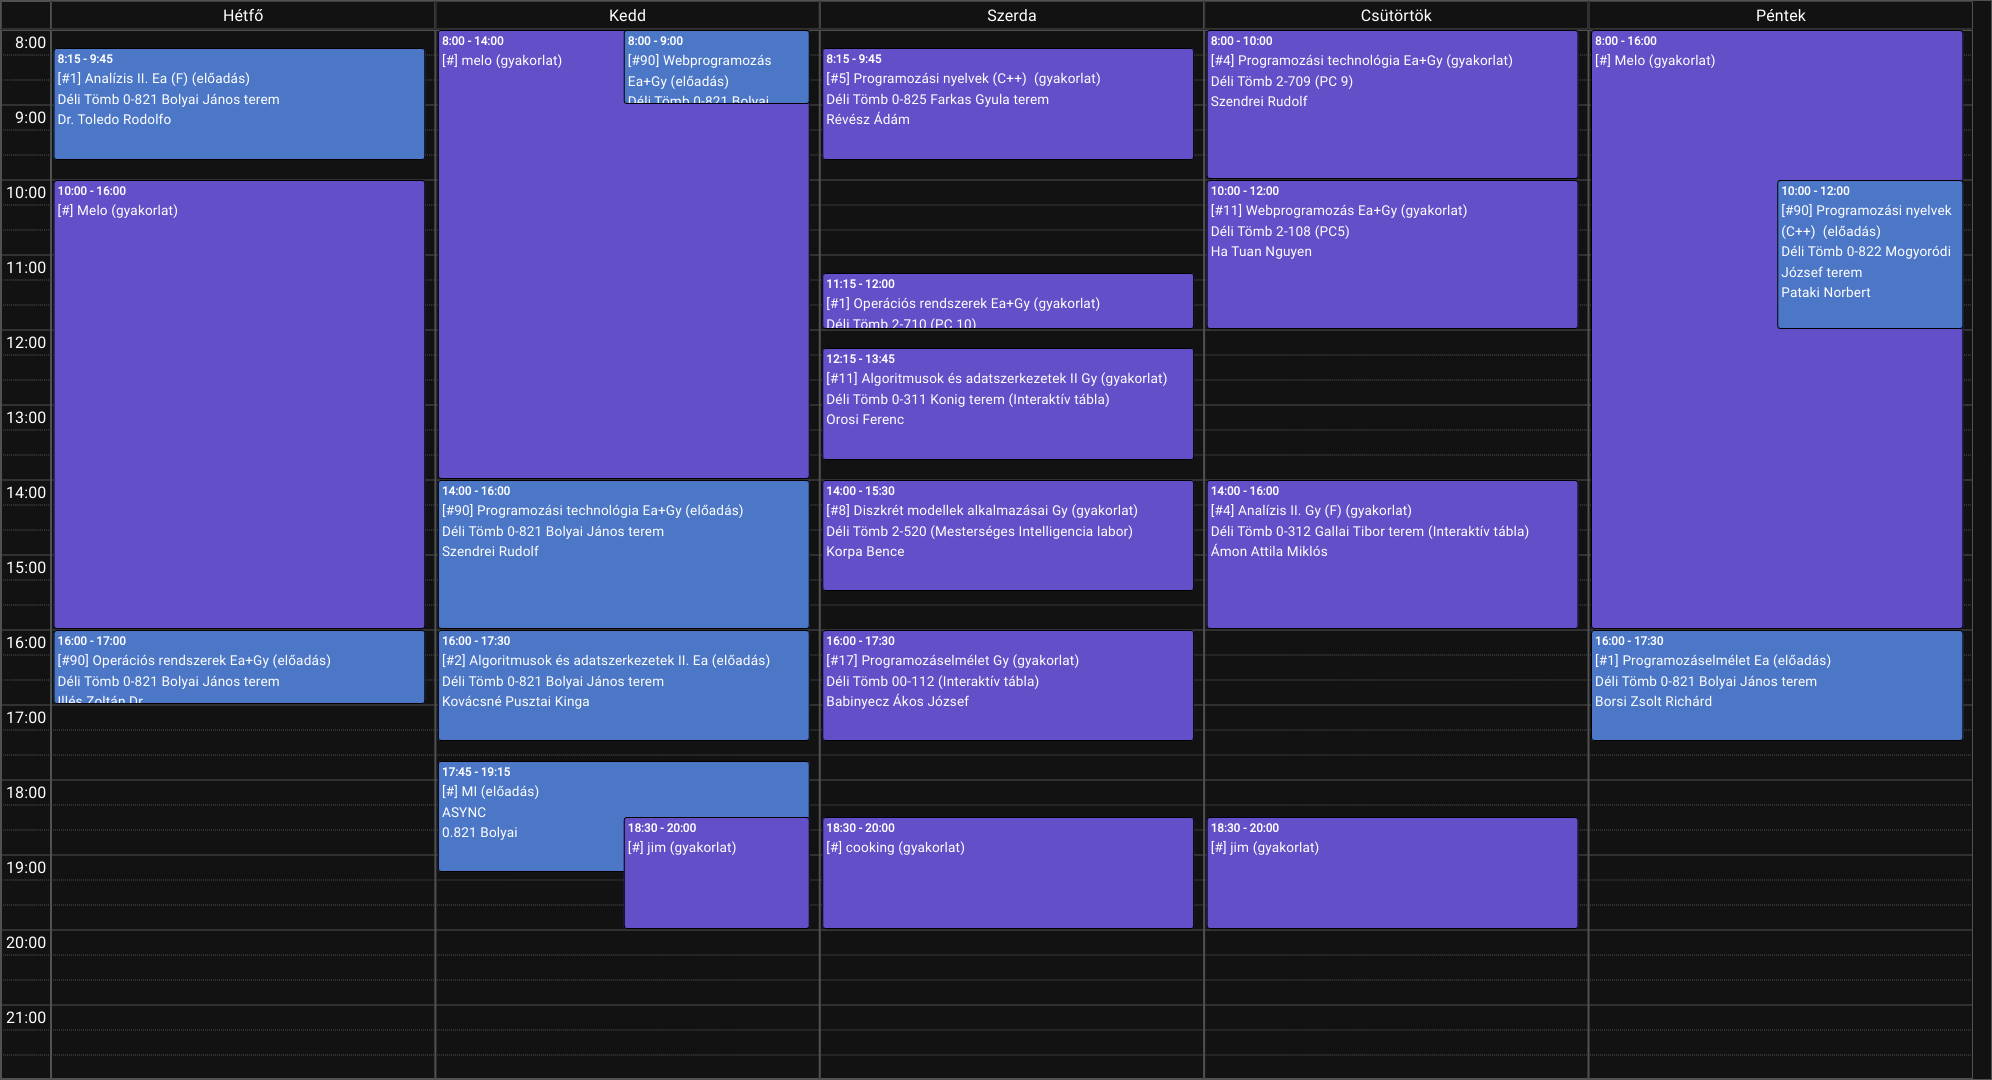 Hétfő
Kedd
Szerda
Csütörtök
Péntek
8:00
9:00
10:00
11:00
12:00
13:00
14:00
15:00
16:00
17:00
18:00
19:00
20:00
21:00
8:15 - 9:45
[#1] Analízis II. Ea (F) (előadás)
Déli Tömb 0-821 Bolyai János terem
Dr. Toledo Rodolfo
10:00 - 16:00
[#] Melo (gyakorlat)
16:00 - 17:00
[#90] Operációs rendszerek Ea+Gy (előadás)
Déli Tömb 0-821 Bolyai János terem
Illés Zoltán Dr.
8:00 - 14:00
[#] melo (gyakorlat)
8:00 - 9:00
[#90] Webprogramozás
Ea+Gy (előadás)
Déli Tömb 0-821 Bolyai
14:00 - 16:00
[#90] Programozási technológia Ea+Gy (előadás)
Déli Tömb 0-821 Bolyai János terem
Szendrei Rudolf
16:00 - 17:30
[#2] Algoritmusok és adatszerkezetek II. Ea (előadás)
Déli Tömb 0-821 Bolyai János terem
Kovácsné Pusztai Kinga
17:45 - 19:15
[#] MI (előadás)
ASYNC
0.821 Bolyai
18:30 - 20:00
[#] jim (gyakorlat)
8:15 - 9:45
[#5] Programozási nyelvek (C++)  (gyakorlat)
Déli Tömb 0-825 Farkas Gyula terem
Révész Ádám
11:15 - 12:00
[#1] Operációs rendszerek Ea+Gy (gyakorlat)
Déli Tömb 2-710 (PC 10)
12:15 - 13:45
[#11] Algoritmusok és adatszerkezetek II Gy (gyakorlat)
Déli Tömb 0-311 Konig terem (Interaktív tábla)
Orosi Ferenc
14:00 - 15:30
[#8] Diszkrét modellek alkalmazásai Gy (gyakorlat)
Déli Tömb 2-520 (Mesterséges Intelligencia labor)
Korpa Bence
16:00 - 17:30
[#17] Programozáselmélet Gy (gyakorlat)
Déli Tömb 00-112 (Interaktív tábla)
Babinyecz Ákos József
18:30 - 20:00
[#] cooking (gyakorlat)
8:00 - 10:00
[#4] Programozási technológia Ea+Gy (gyakorlat)
Déli Tömb 2-709 (PC 9)
Szendrei Rudolf
10:00 - 12:00
[#11] Webprogramozás Ea+Gy (gyakorlat)
Déli Tömb 2-108 (PC5)
Ha Tuan Nguyen
14:00 - 16:00
[#4] Analízis II. Gy (F) (gyakorlat)
Déli Tömb 0-312 Gallai Tibor terem (Interaktív tábla)
Ámon Attila Miklós
18:30 - 20:00
[#] jim (gyakorlat)
8:00 - 16:00
[#] Melo (gyakorlat)
10:00 - 12:00
[#90] Programozási nyelvek
(C++)  (előadás)
Déli Tömb 0-822 Mogyoródi
József terem
Pataki Norbert
16:00 - 17:30
[#1] Programozáselmélet Ea (előadás)
Déli Tömb 0-821 Bolyai János terem
Borsi Zsolt Richárd